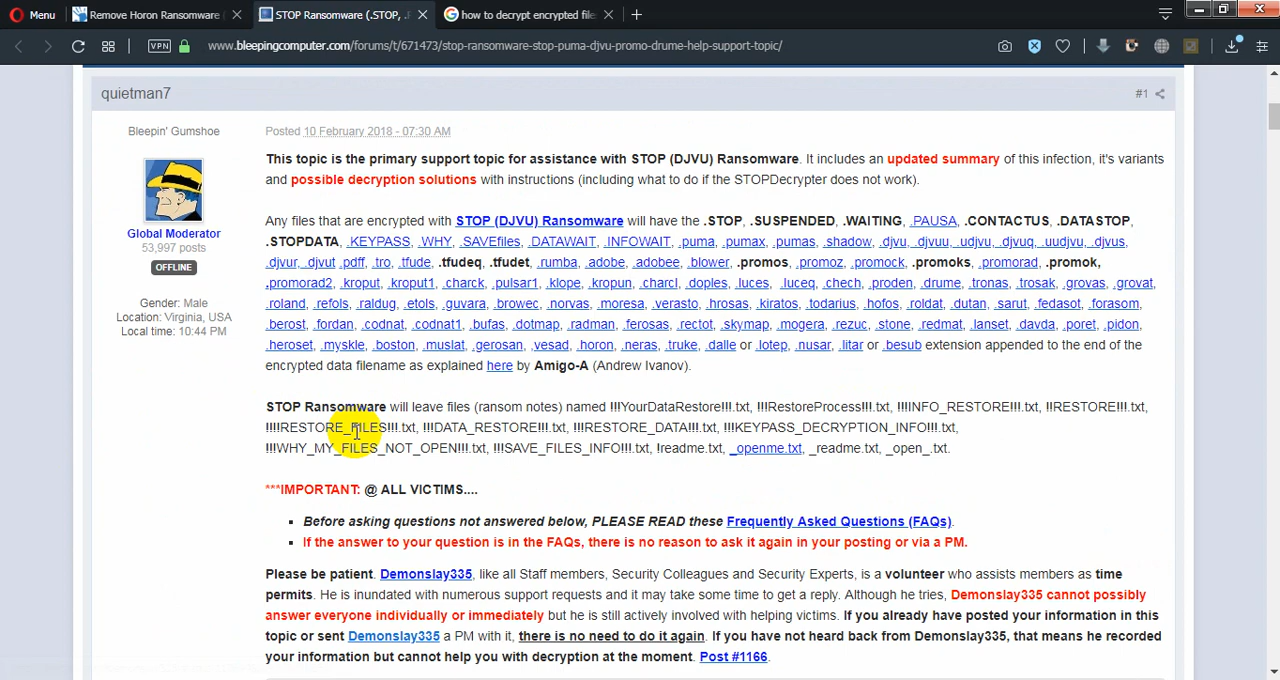 Menu
Remove Horon Ransomware
STOP Ransomware (.STOP, .P
how to decrypt encrypted file
VPN
www.bleepingcomputer.com/forums/t/671473/stop-ransomware-stop-puma-djvu-promo-drume-help-support-topic/
quietman7
#1
Bleepin' Gumshoe
Global Moderator
53,997 posts
OFFLINE
Gender: Male
Location: Virginia, USA
Local time: 10:44 PM
Posted 10 February 2018 - 07:30 AM
This topic is the primary support topic for assistance with STOP (DJVU) Ransomware. It includes an updated summary of this infection, it's variants
and possible decryption solutions with instructions (including what to do if the STOPDecrypter does not work).
Any files that are encrypted with STOP (DJVU) Ransomware will have the .STOP, .SUSPENDED, .WAITING, .PAUSA, .CONTACTUS, .DATASTOP,
.STOPDATA, .KEYPASS, .WHY, .SAVEfiles, .DATAWAIT, .INFOWAIT, .puma, .pumax, .pumas, .shadow, .djvu, .djvuu, .udjvu, .djvuq, .uudjvu, .djvus,
.djvur, .djvut .pdff, .tro, .tfude, .tfudeq, .tfudet, .rumba, .adobe, .adobee, .blower, .promos, .promoz, .promock, .promoks, .promorad, .promok,
.promorad2, .kroput, .kroput1, .charck, .pulsar1, .klope, .kropun, .charcl, .doples, .luces, .luceq, .chech, .proden, .drume, .tronas, .trosak, .grovas, .grovat,
.roland, .refols, .raldug, .etols, .guvara, .browec, .norvas, .moresa, .verasto, .hrosas, .kiratos, .todarius, .hofos, .roldat, .dutan, .sarut, .fedasot, .forasom,
.berost, .fordan, .codnat, .codnat1, .bufas, .dotmap, .radman, .ferosas, .rectot, .skymap, .mogera, .rezuc, .stone, .redmat, .lanset, .davda, .poret, .pidon,
.heroset, .myskle, .boston, .muslat, .gerosan, .vesad, .horon, .neras, .truke, .dalle or .lotep, .nusar, .litar or .besub extension appended to the end of the
encrypted data filename as explained here by Amigo-A (Andrew Ivanov).
STOP Ransomware will leave files (ransom notes) named !!!YourDataRestore!!!.txt, !!!RestoreProcess!!!.txt, !!!INFO_RESTORE!!!.txt, !!RESTORE!!!.txt,
!!!!RESTORE_FILES!!!.txt, !!!DATA_RESTORE!!!.txt, !!!RESTORE_DATA!!!.txt, !!!KEYPASS_DECRYPTION_INFO!!!.txt,
!!!WHY_MY_FILES_NOT_OPEN!!!.txt, !!!SAVE_FILES_INFO!!!.txt, !readme.txt, _openme.txt, _readme.txt, _open_.txt.
***IMPORTANT: @ ALL VICTIMS....
▪ Before asking questions not answered below, PLEASE READ these Frequently Asked Questions (FAQs).
▪ If the answer to your question is in the FAQs, there is no reason to ask it again in your posting or via a PM.
Please be patient. Demonslay335, like all Staff members, Security Colleagues and Security Experts, is a volunteer who assists members as time
permits. He is inundated with numerous support requests and it may take some time to get a reply. Although he tries, Demonslay335 cannot possibly
answer everyone individually or immediately but he is still actively involved with helping victims. If you already have posted your information in this
topic or sent Demonslay335 a PM with it, there is no need to do it again. If you have not heard back from Demonslay335, that means he recorded
your information but cannot help you with decryption at the moment. Post #1166.